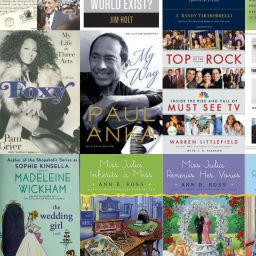 WORLD EXIST?
JIM HOLT
J. RANDY TARABORRELLI
My Life
in
Three Acts
Foxy
Pam
Grier
AN AUTOBIOGRAPHY
My
Way
PAUL
ANKA
TOP OF THE
ROCK
INSIDE THE RISE AND FALL OF
MUST SEE TV
WARREN LITTLEFIELD
Author of the Shopaholic Series as
SOPHIE KINSELLA
MADELEINE
WICKHAM
the
wedding
girl
Miss Julia
Inherits a Mess
ANN B. ROSS
Miss Julia
Renews Her Vows
ANN B. ROSS